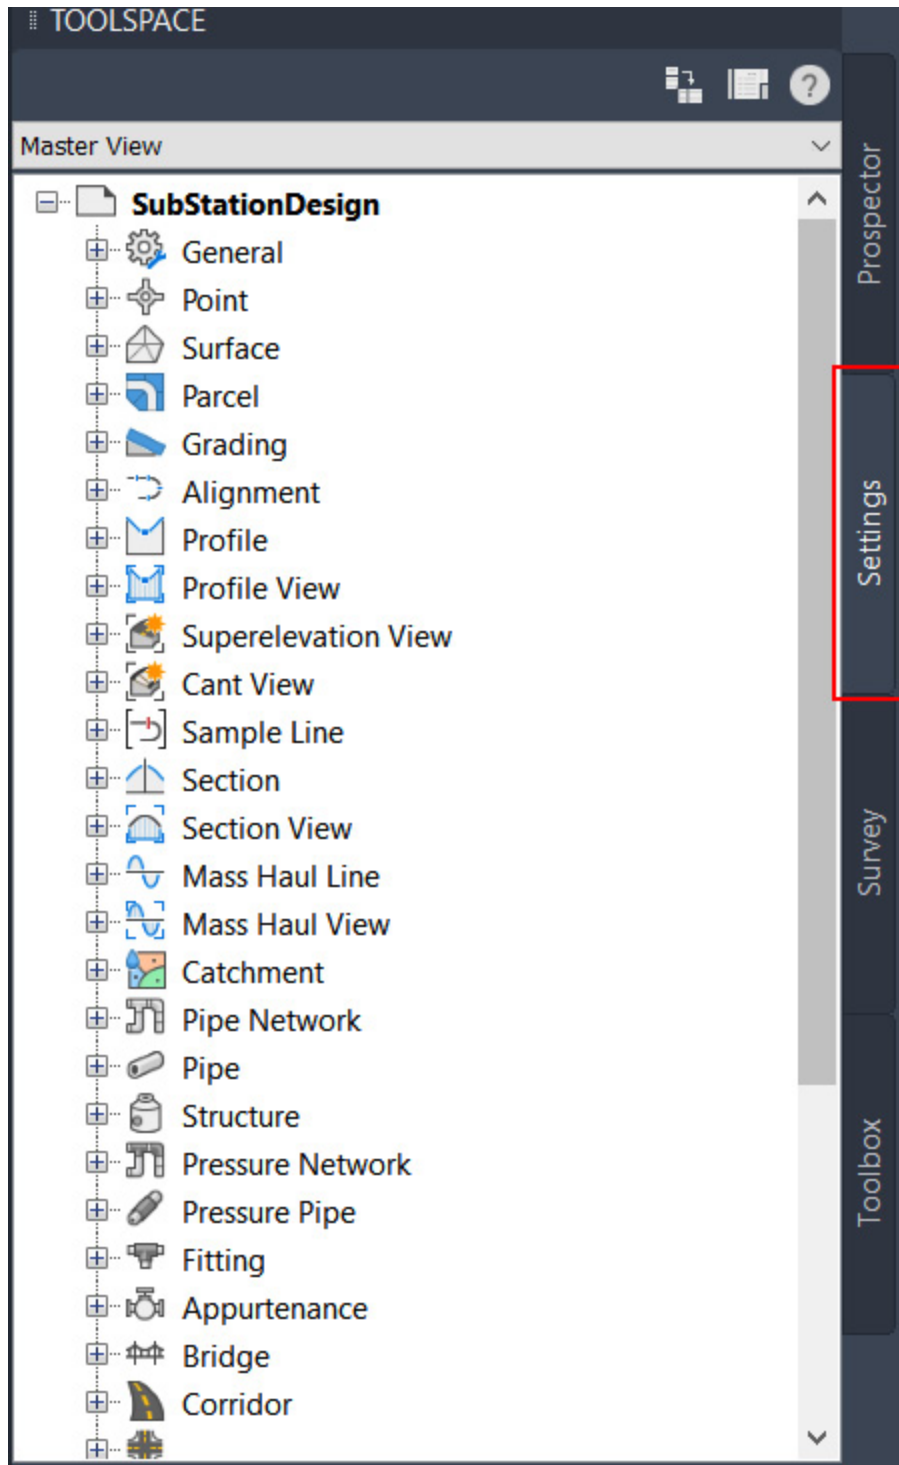 TOOLSPACE
?
Master View
SubStationDesign
General
Point
Surface
Parcel
Grading
Alignment
Profile
Profile View
Superelevation View
Cant View
Sample Line
Section
Section View
Mass Haul Line
Mass Haul View
Catchment
Pipe Network
Pipe
Structure
Pressure Network
Pressure Pipe
Fitting
Appurtenance
Bridge
Corridor
Prospector
Settings
Survey
Toolbox